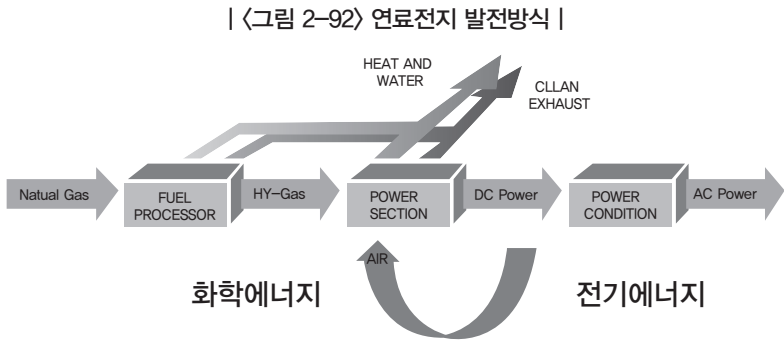 | 〈그림 2-92〉 연료전지 발전방식 |
HEAT AND
WATER
CLLAN
EXHAUST
Natual Gas
FUEL
PROCESSOR
HY-Gas
POWER
SECTION
DC Power
POWER
CONDITION
AC Power
AIR
화학에너지
전기에너지